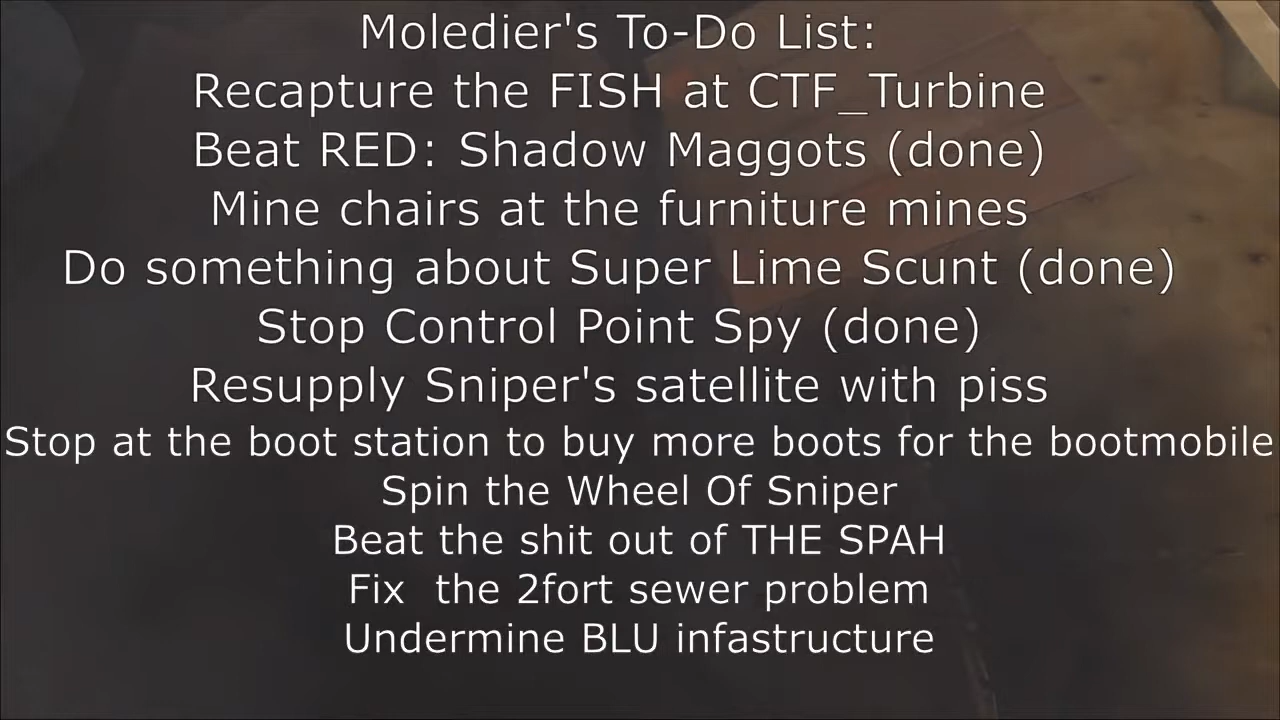 Moledier's To-Do List:
Recapture the FISH at CTF_Turbine
Beat RED: Shadow Maggots (done)
Mine chairs at the furniture mines
Do something about Super Lime Scunt (done)
Stop Control Point Spy (done)
Resupply Sniper's satellite with piss
Stop at the boot station to buy more boots for the bootmobile
Spin the Wheel Of Sniper
Beat the shit out of THE SPAH
Fix  the 2fort sewer problem
Undermine BLU infastructure